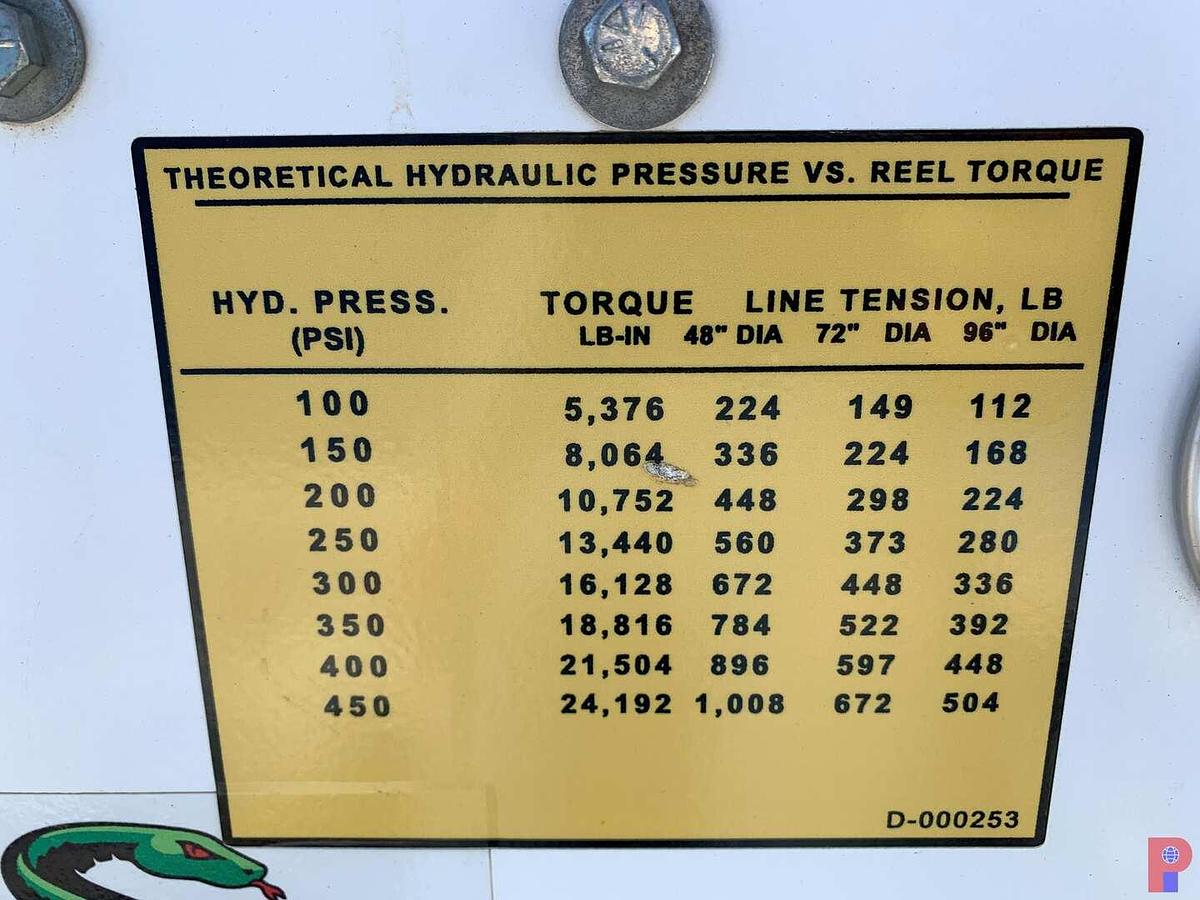 THEORETICAL HYDRAULIC PRESSURE VS. REEL TORQUE
HYD. PRESS. TORQUE LINE TENSION, LB
(PSI) LB-IN 48" DIA 72" DIA 96" DIA
100 5,376 224 149 112
150 8,064 336 224 168
200 10,752 448 298 224
250 13,440 560 373 280
300 16,128 672 448 336
350 18,816 784 522 392
400 21,504 896 597 448
450 24,192 1,008 672 504
D-000253